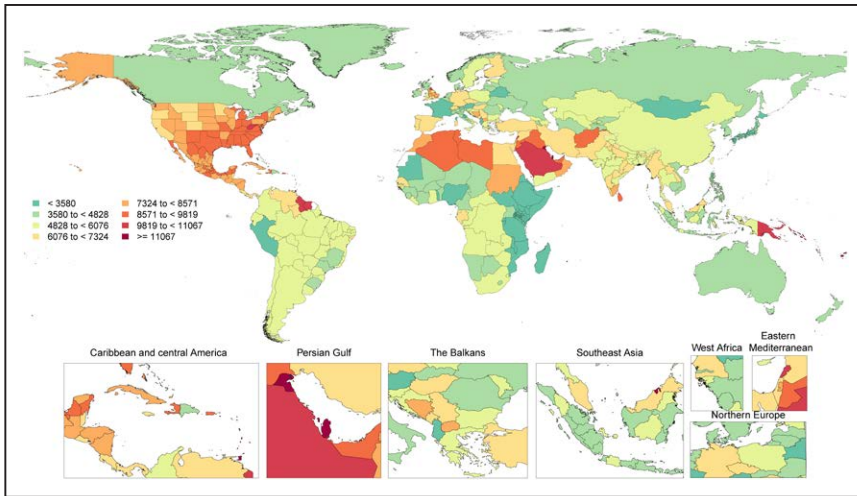 < 3580
3580 to < 4828
4828 to < 6076
6076 to < 7324
7324 to < 8571
8571 to < 9819
9819 to < 11067
>= 11067
Caribbean and central America
Persian Gulf
The Balkans
Southeast Asia
West Africa
Eastern
Mediterranean
Northern Europe